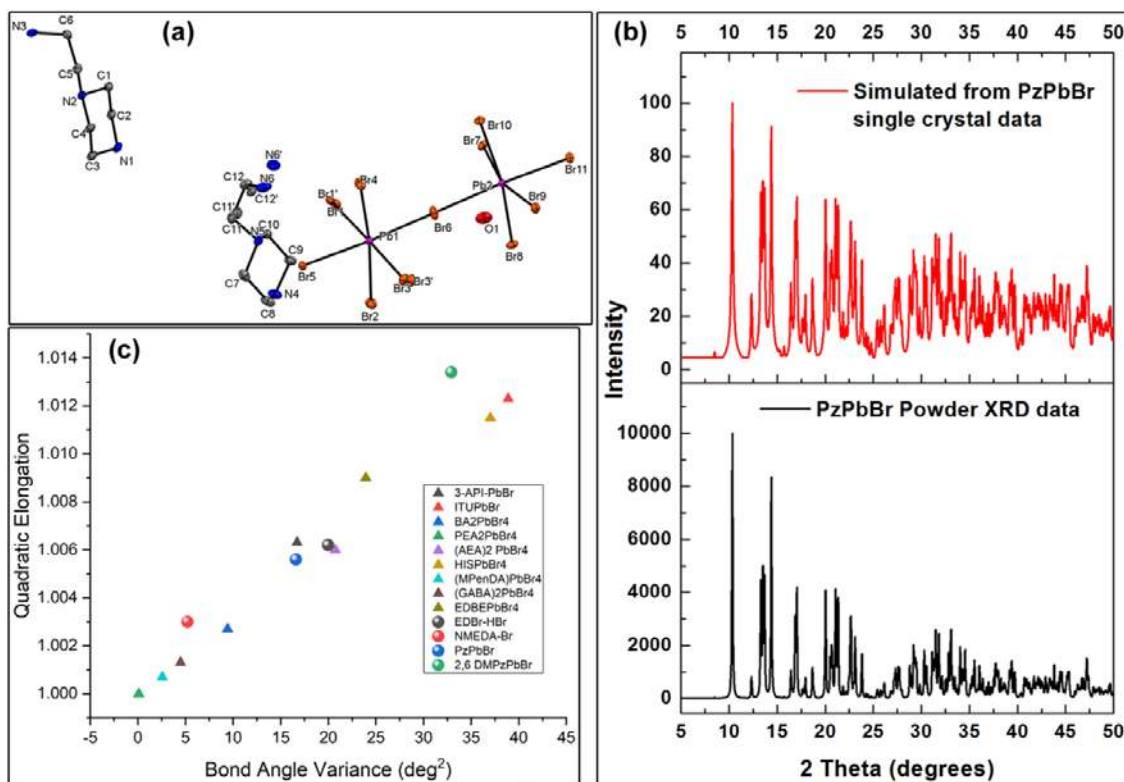 (a)
N3
C6
C5
C1
N2
C2
C4
C3
N1
N6'
C12
N6
C12'
C11'
C11
C10
N5
C9
C7
N4
C8
Br1'
Br1
Br4
Pb1
Br5
Br3
Br3'
Br2
Br6
Br10
Br7
Br11
Pb2
Br9
O1
Br8
(b)
5 10 15 20 25 30 35 40 45 50
Simulated from PzPbBr
single crystal data
100
80
60
40
20
0
Intensity
PzPbBr Powder XRD data
10000
8000
6000
4000
2000
0
5 10 15 20 25 30 35 40 45 50
2 Theta (degrees)
(c)
1.014
1.012
1.010
1.008
1.006
1.004
1.002
1.000
Quadratic Elongation
3-API-PbBr
ITUPbBr
BA2PbBr4
PEA2PbBr4
(AEA)2 PbBr4
HISPbBr4
(MPenDA)PbBr4
(GABA)2PbBr4
EDBEPbBr4
EDBr-HBr
NMEDA-Br
PzPbBr
2,6 DMPzPbBr
-5 0 5 10 15 20 25 30 35 40 45
Bond Angle Variance (deg²)